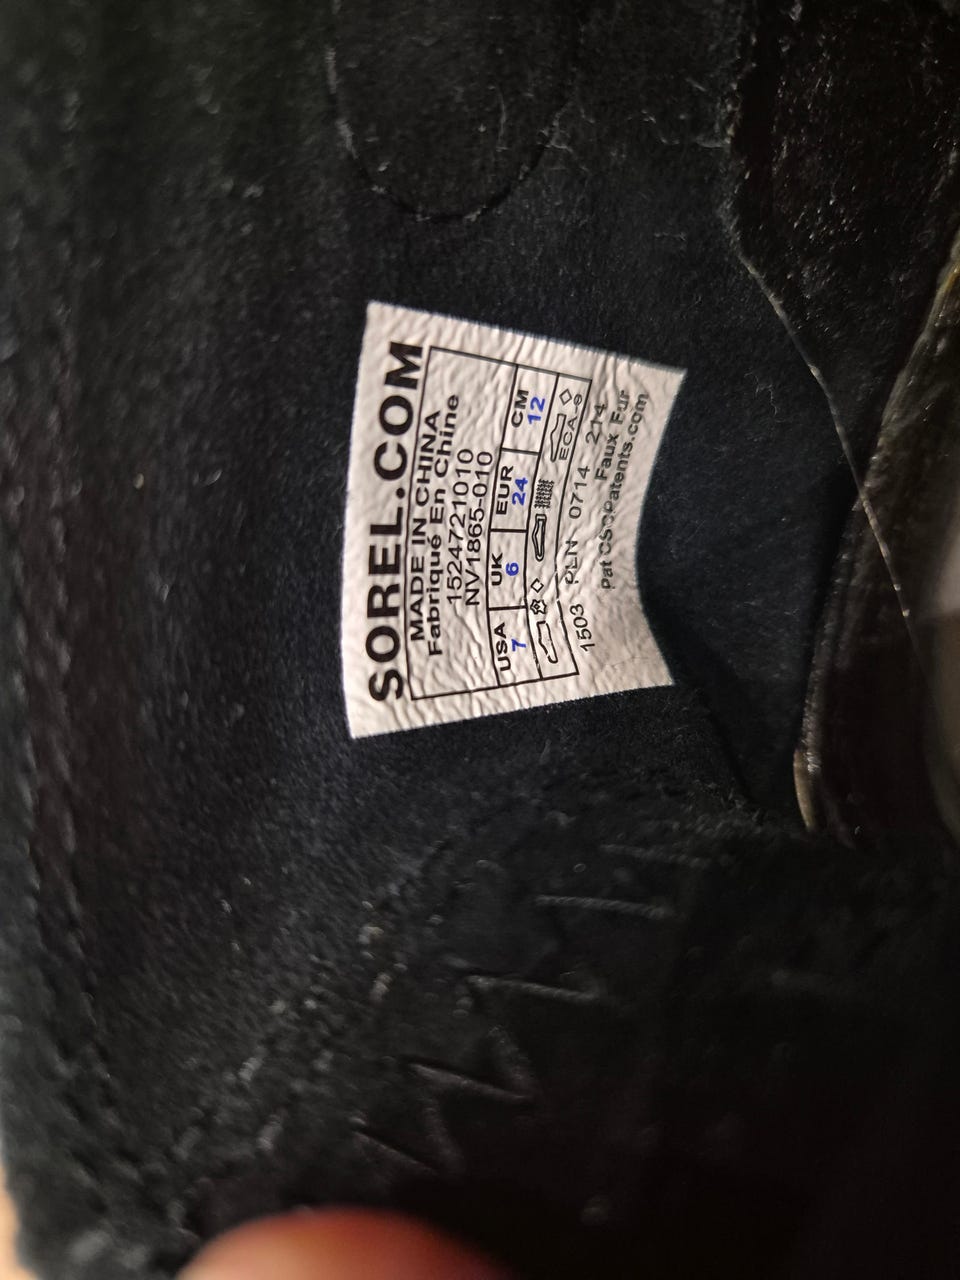 SOREL.COM
MADE IN CHINA
Fabriqué En Chine
1524721010
NV1865-010
USA UK EUR CM
7 6 24 12
ECA.
1503 PLN 0714 214
Faux Fur
Pat CSCpatents.com